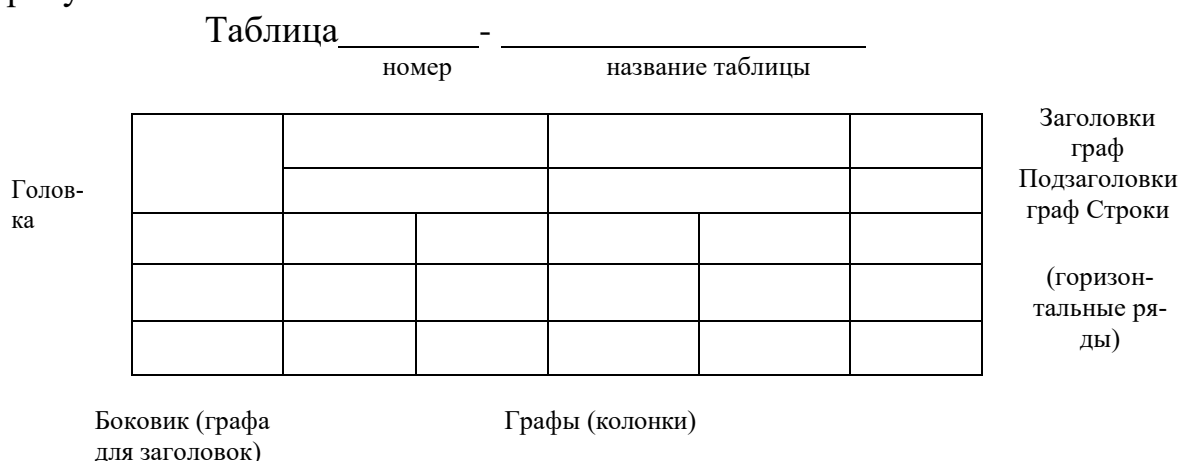 Таблица________- ____________________
номер название таблицы
Заголовки
граф
Голов-
ка
Подзаголовки
граф Строки
(горизон-
тальные ря-
ды)
Боковик (графа
для заголовок)
Графы (колонки)